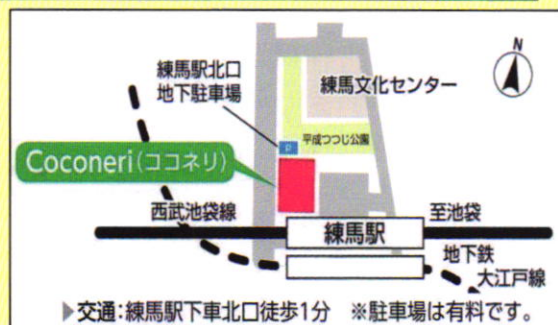 N
練馬駅北口
地下駐車場
練馬文化センター
P
平成つつじ公園
Coconeri(ココネリ)
西武池袋線
至池袋
練馬駅
地下鉄
大江戸線
▶交通:練馬駅下車北口徒歩1分　※駐車場は有料です。